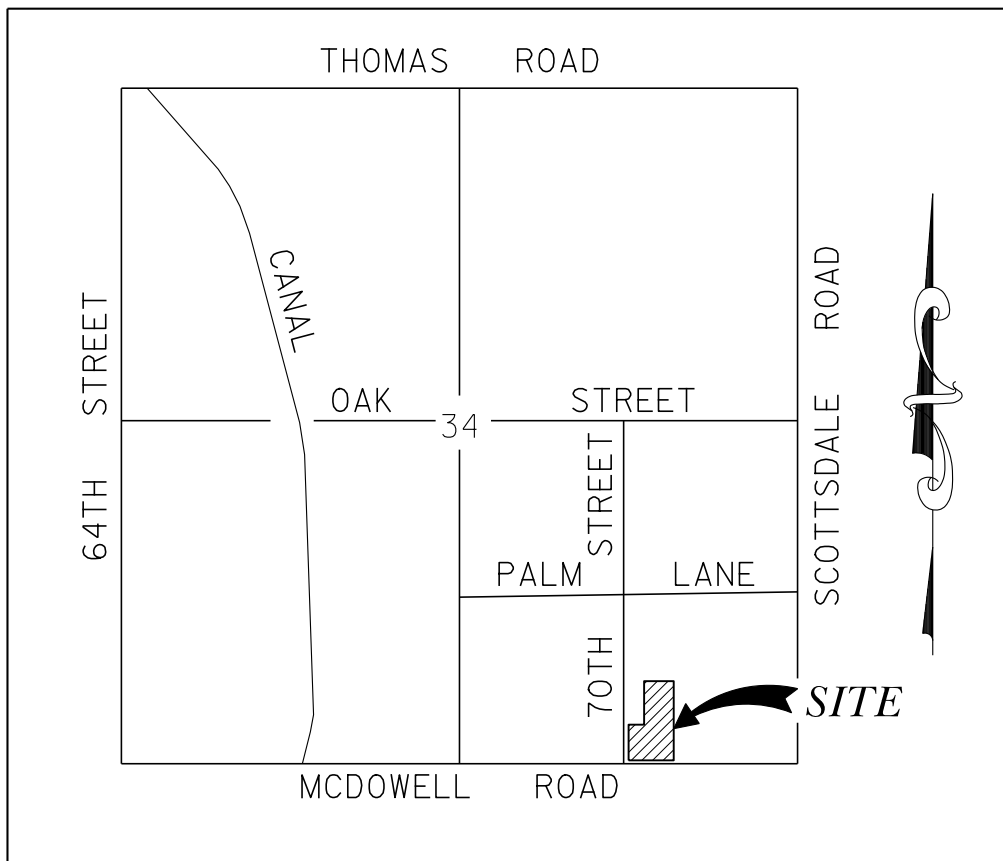 THOMAS ROAD
CANAL
64TH STREET
SCOTTSDALE ROAD
OAK STREET
34
70TH STREET
PALM LANE
SITE
MCDOWELL ROAD